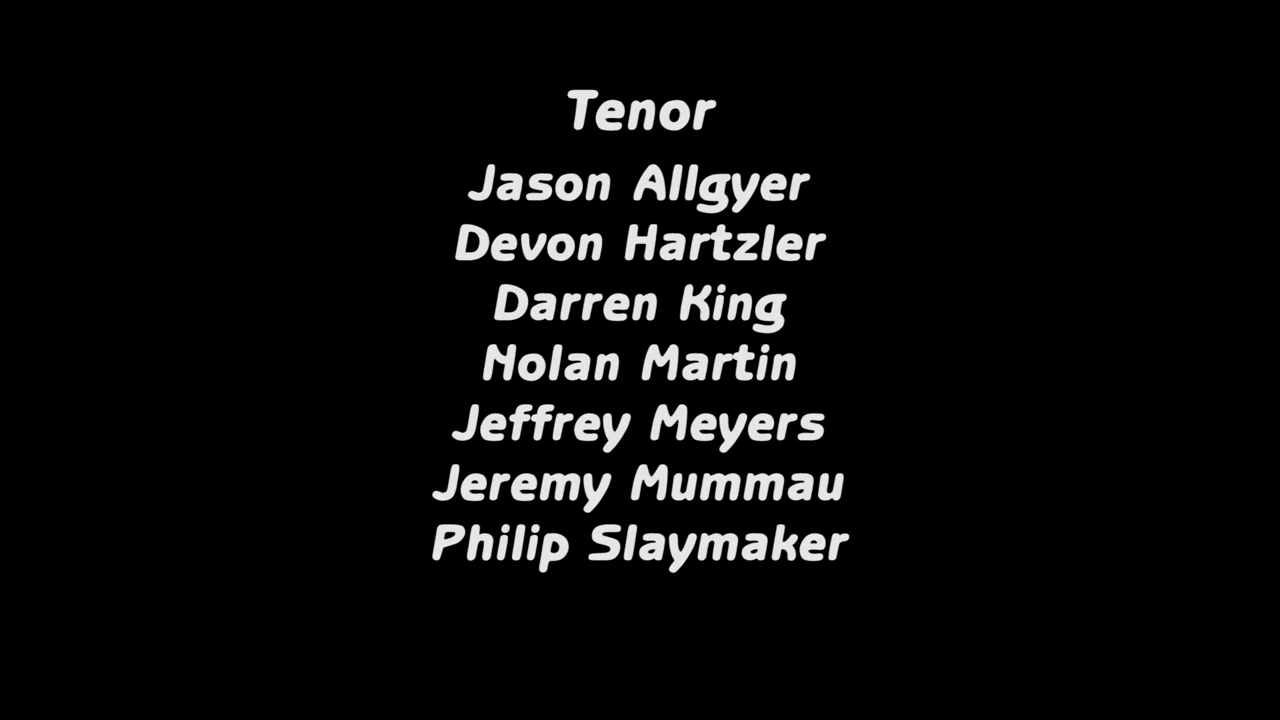 Tenor
Jason Allgyer
Devon Hartzler
Darren King
Nolan Martin
Jeffrey Meyers
Jeremy Mummau
Philip Slaymaker